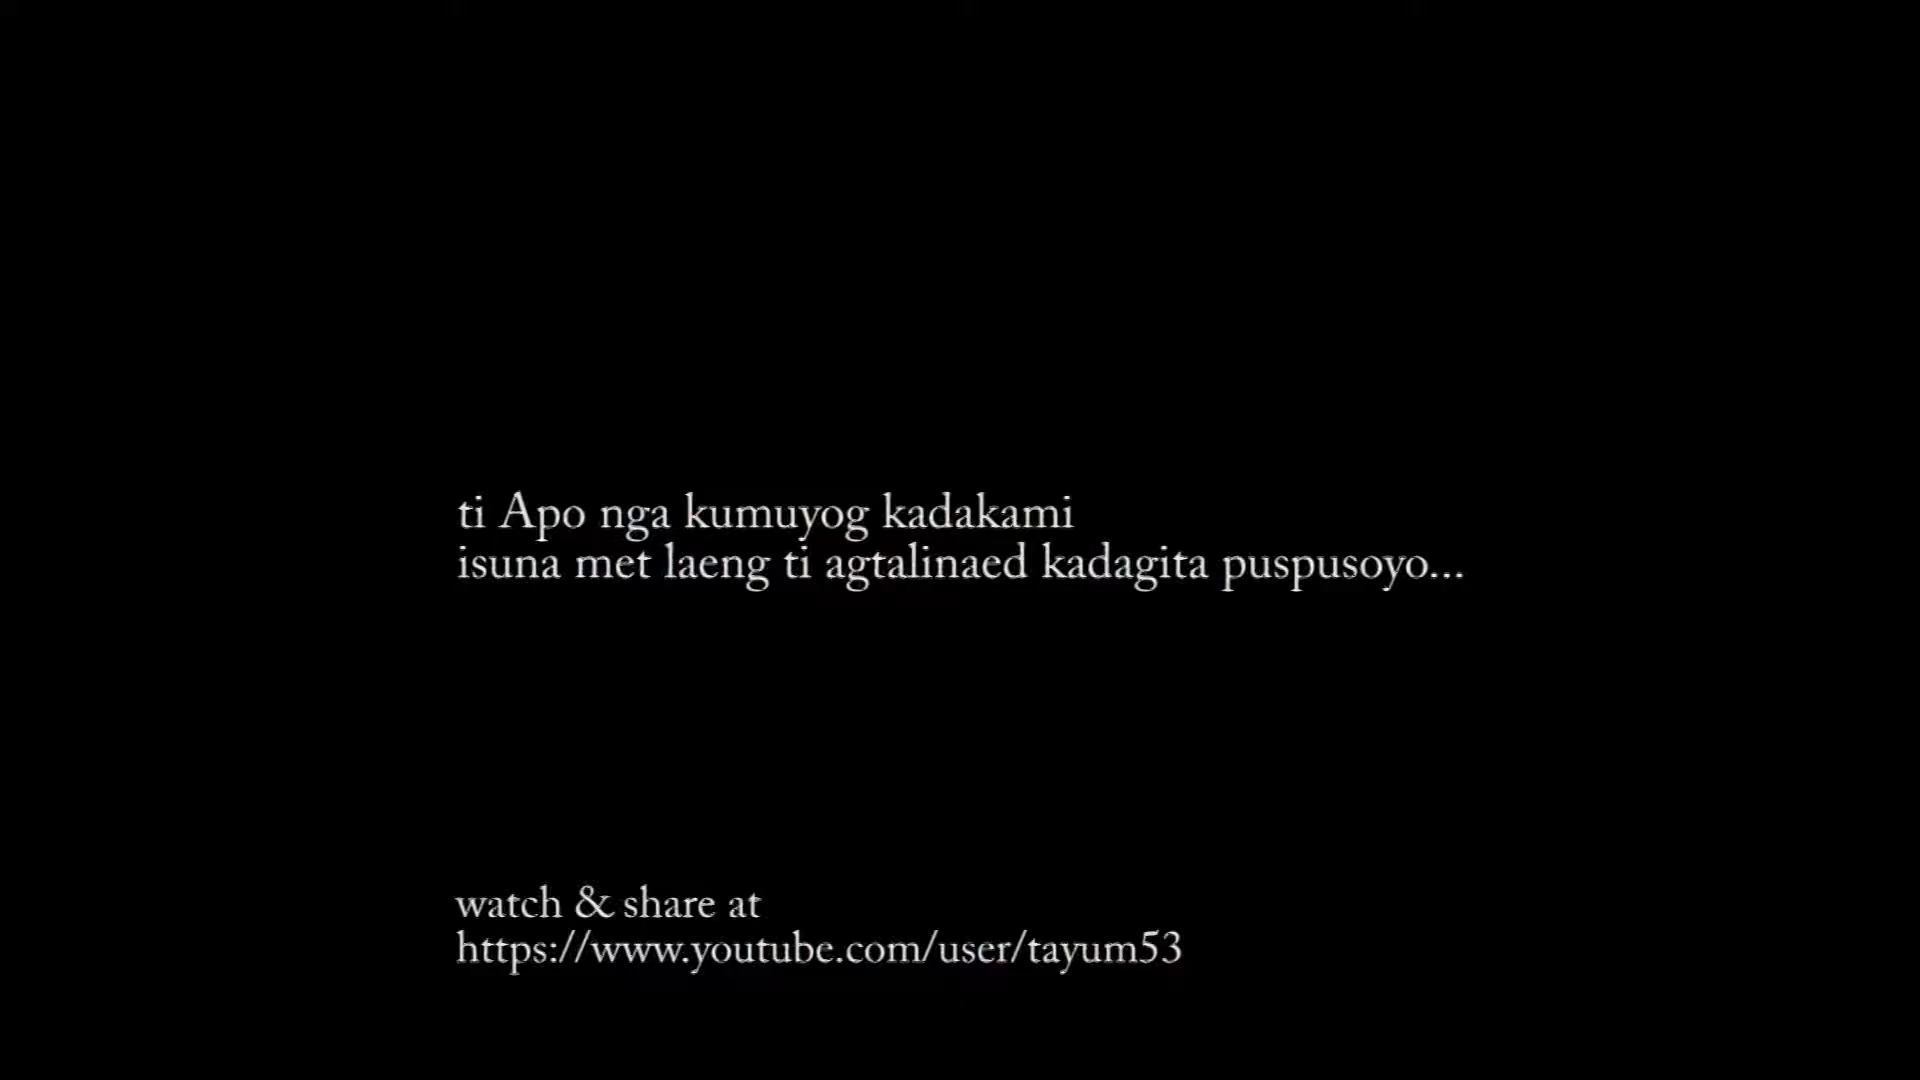 ti Apo nga kumuyog kadakami
isuna met laeng ti agtalinaed kadagita puspusoyo...
watch & share at
https://www.youtube.com/user/tayum53